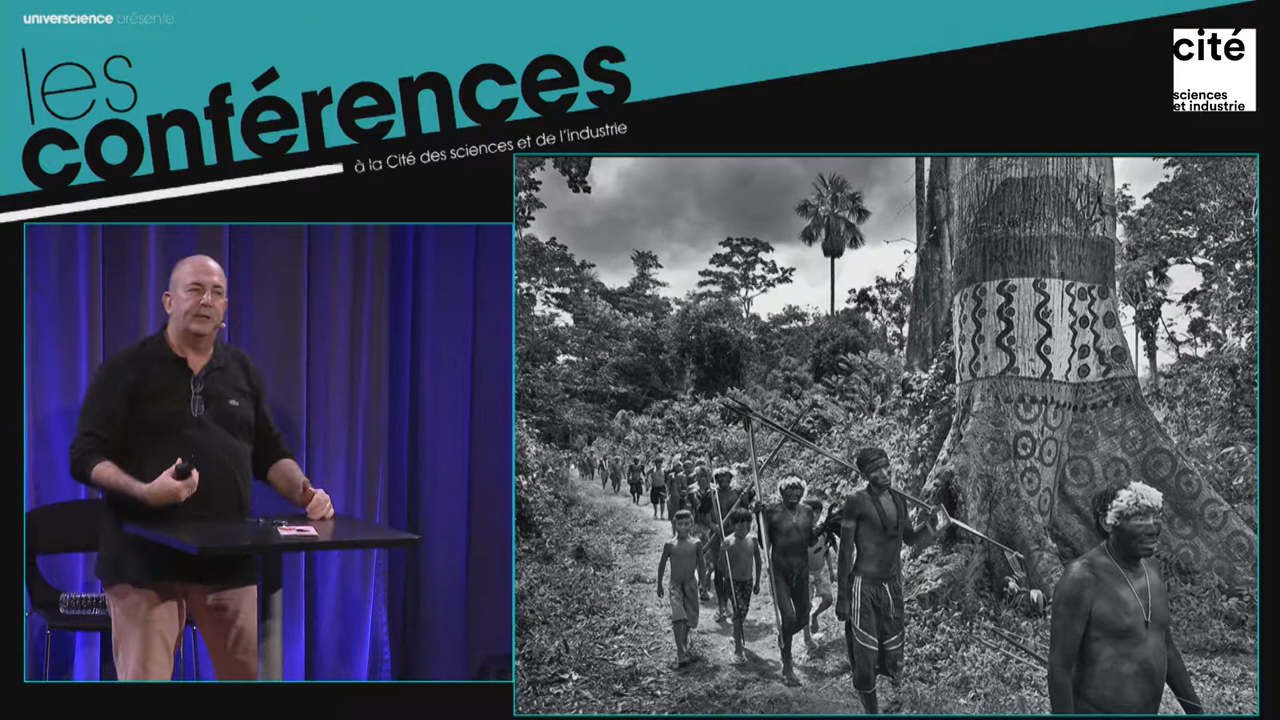 universcience présente
les
conférences
à la Cité des sciences et de l'industrie
cité
sciences
et industrie